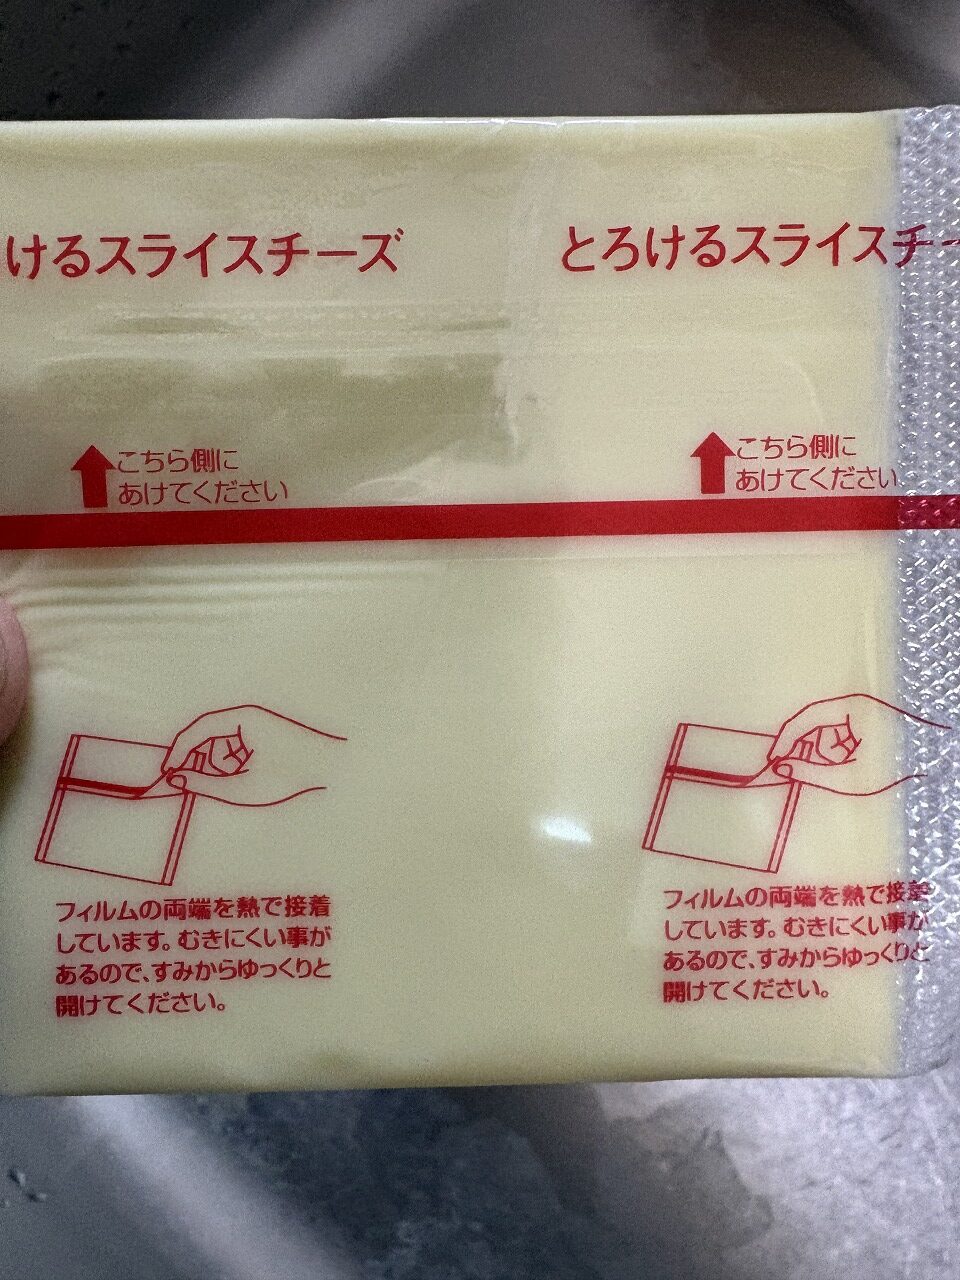 けるスライスチーズ
とろけるスライスチー
こちら側に
あけてください
こちら側に
あけてください
フィルムの両端を熱で接着
しています。むきにくい事が
あるので、すみからゆっくりと
開けてください。
フィルムの両端を熱で接着
しています。むきにくい事が
あるので、すみからゆっくりと
開けてください。